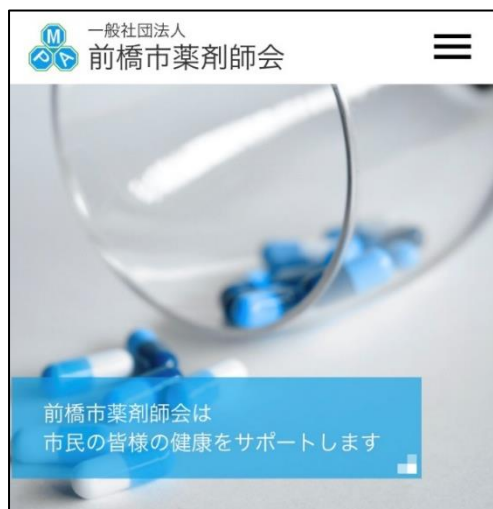 MPA
一般社団法人
前橋市薬剤師会
前橋市薬剤師会は
市民の皆様の健康をサポートします